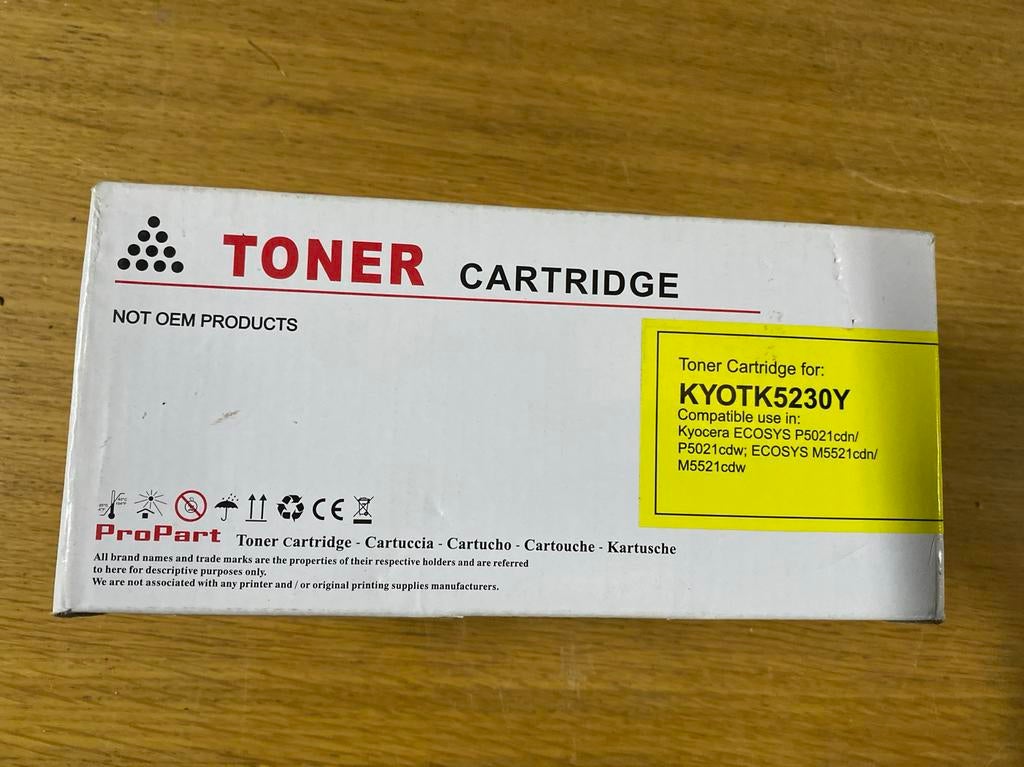 TONER CARTRIDGE
NOT OEM PRODUCTS
Toner Cartridge for:
KYOTK5230Y
Compatible use in:
Kyocera ECOSYS P5021cdn/
P5021cdw; ECOSYS M5521cdn/
M5521cdw
CE
ProPart Toner Cartridge - Cartuccia - Cartucho - Cartouche - Kartusche
All brand names and trade marks are the properties of their respective holders and are referred
to here for descriptive purposes only.
We are not associated with any printer and / or original printing supplies manufacturers.